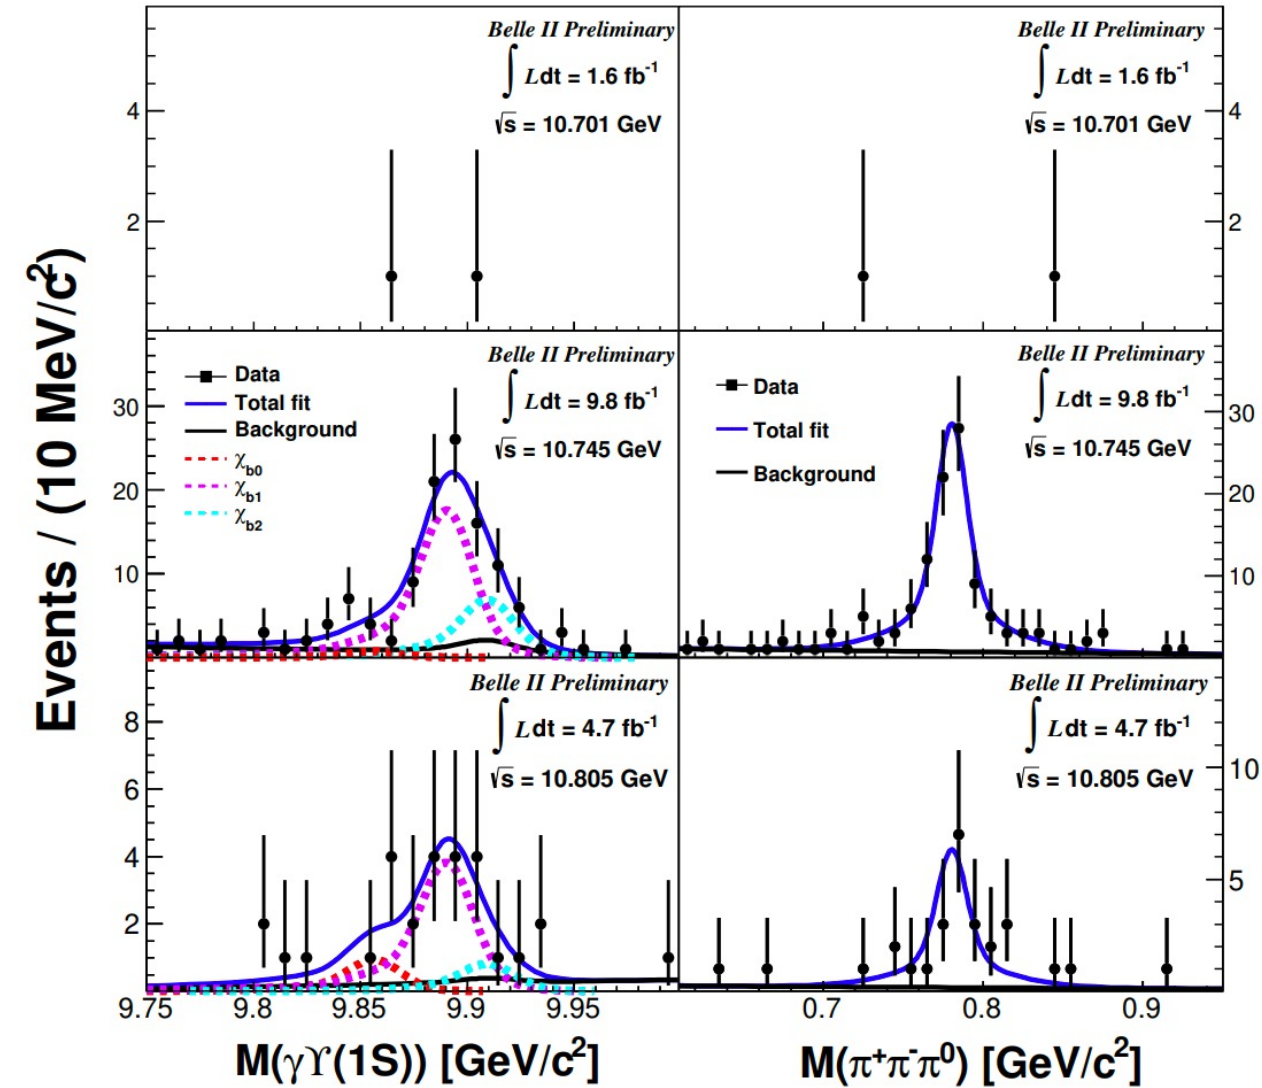 Events / (10 MeV/c²)
Belle II Preliminary
∫ Ldt = 1.6 fb⁻¹
√s = 10.701 GeV
4
2
Belle II Preliminary
∫ Ldt = 1.6 fb⁻¹
√s = 10.701 GeV
4
2
Belle II Preliminary
∫ Ldt = 9.8 fb⁻¹
√s = 10.745 GeV
Data
Total fit
Background
χb0
χb1
χb2
30
20
10
Belle II Preliminary
∫ Ldt = 9.8 fb⁻¹
√s = 10.745 GeV
Data
Total fit
Background
30
20
10
Belle II Preliminary
∫ Ldt = 4.7 fb⁻¹
√s = 10.805 GeV
8
6
4
2
9.75 9.8 9.85 9.9 9.95
M(γϒ(1S)) [GeV/c²]
Belle II Preliminary
∫ Ldt = 4.7 fb⁻¹
√s = 10.805 GeV
10
5
0.7 0.8 0.9
M(π⁺π⁻π⁰) [GeV/c²]